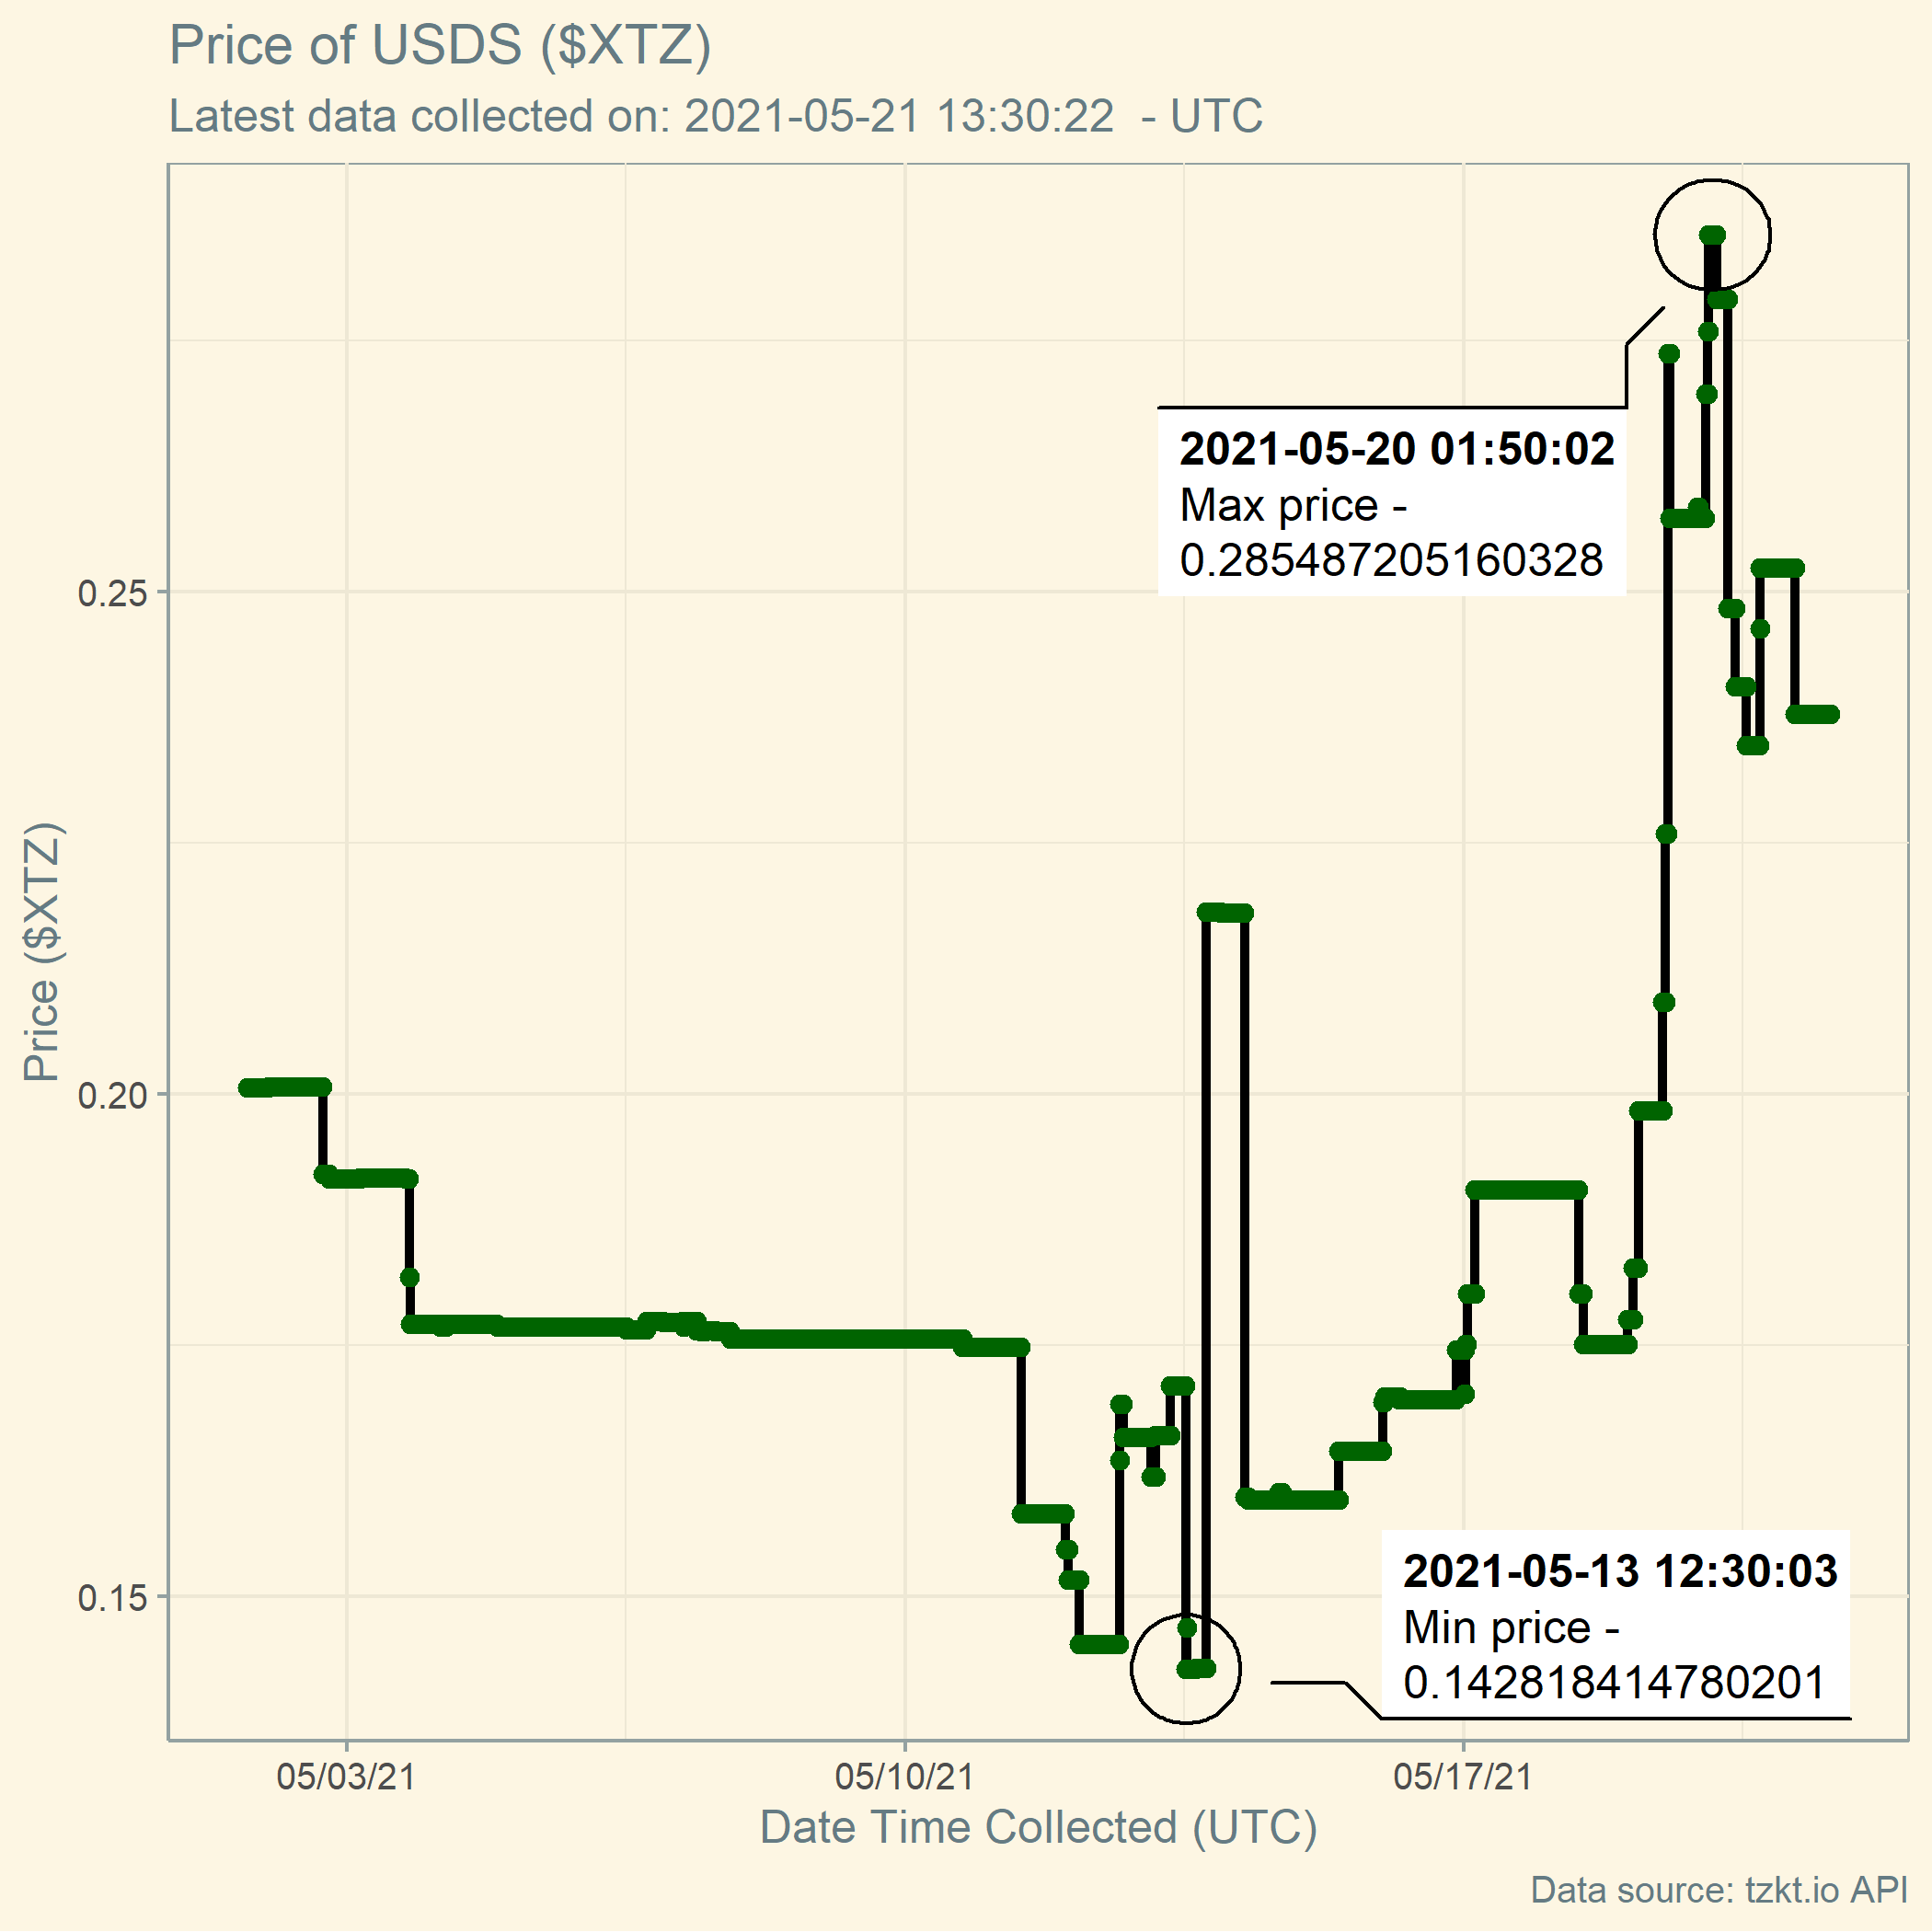 Price of USDS ($XTZ)
Latest data collected on: 2021-05-21 13:30:22  - UTC
2021-05-20 01:50:02
Max price -
0.285487205160328
0.25
0.20
0.15
Price ($XTZ)
2021-05-13 12:30:03
Min price -
0.142818414780201
05/03/21
05/10/21
05/17/21
Date Time Collected (UTC)
Data source: tzkt.io API